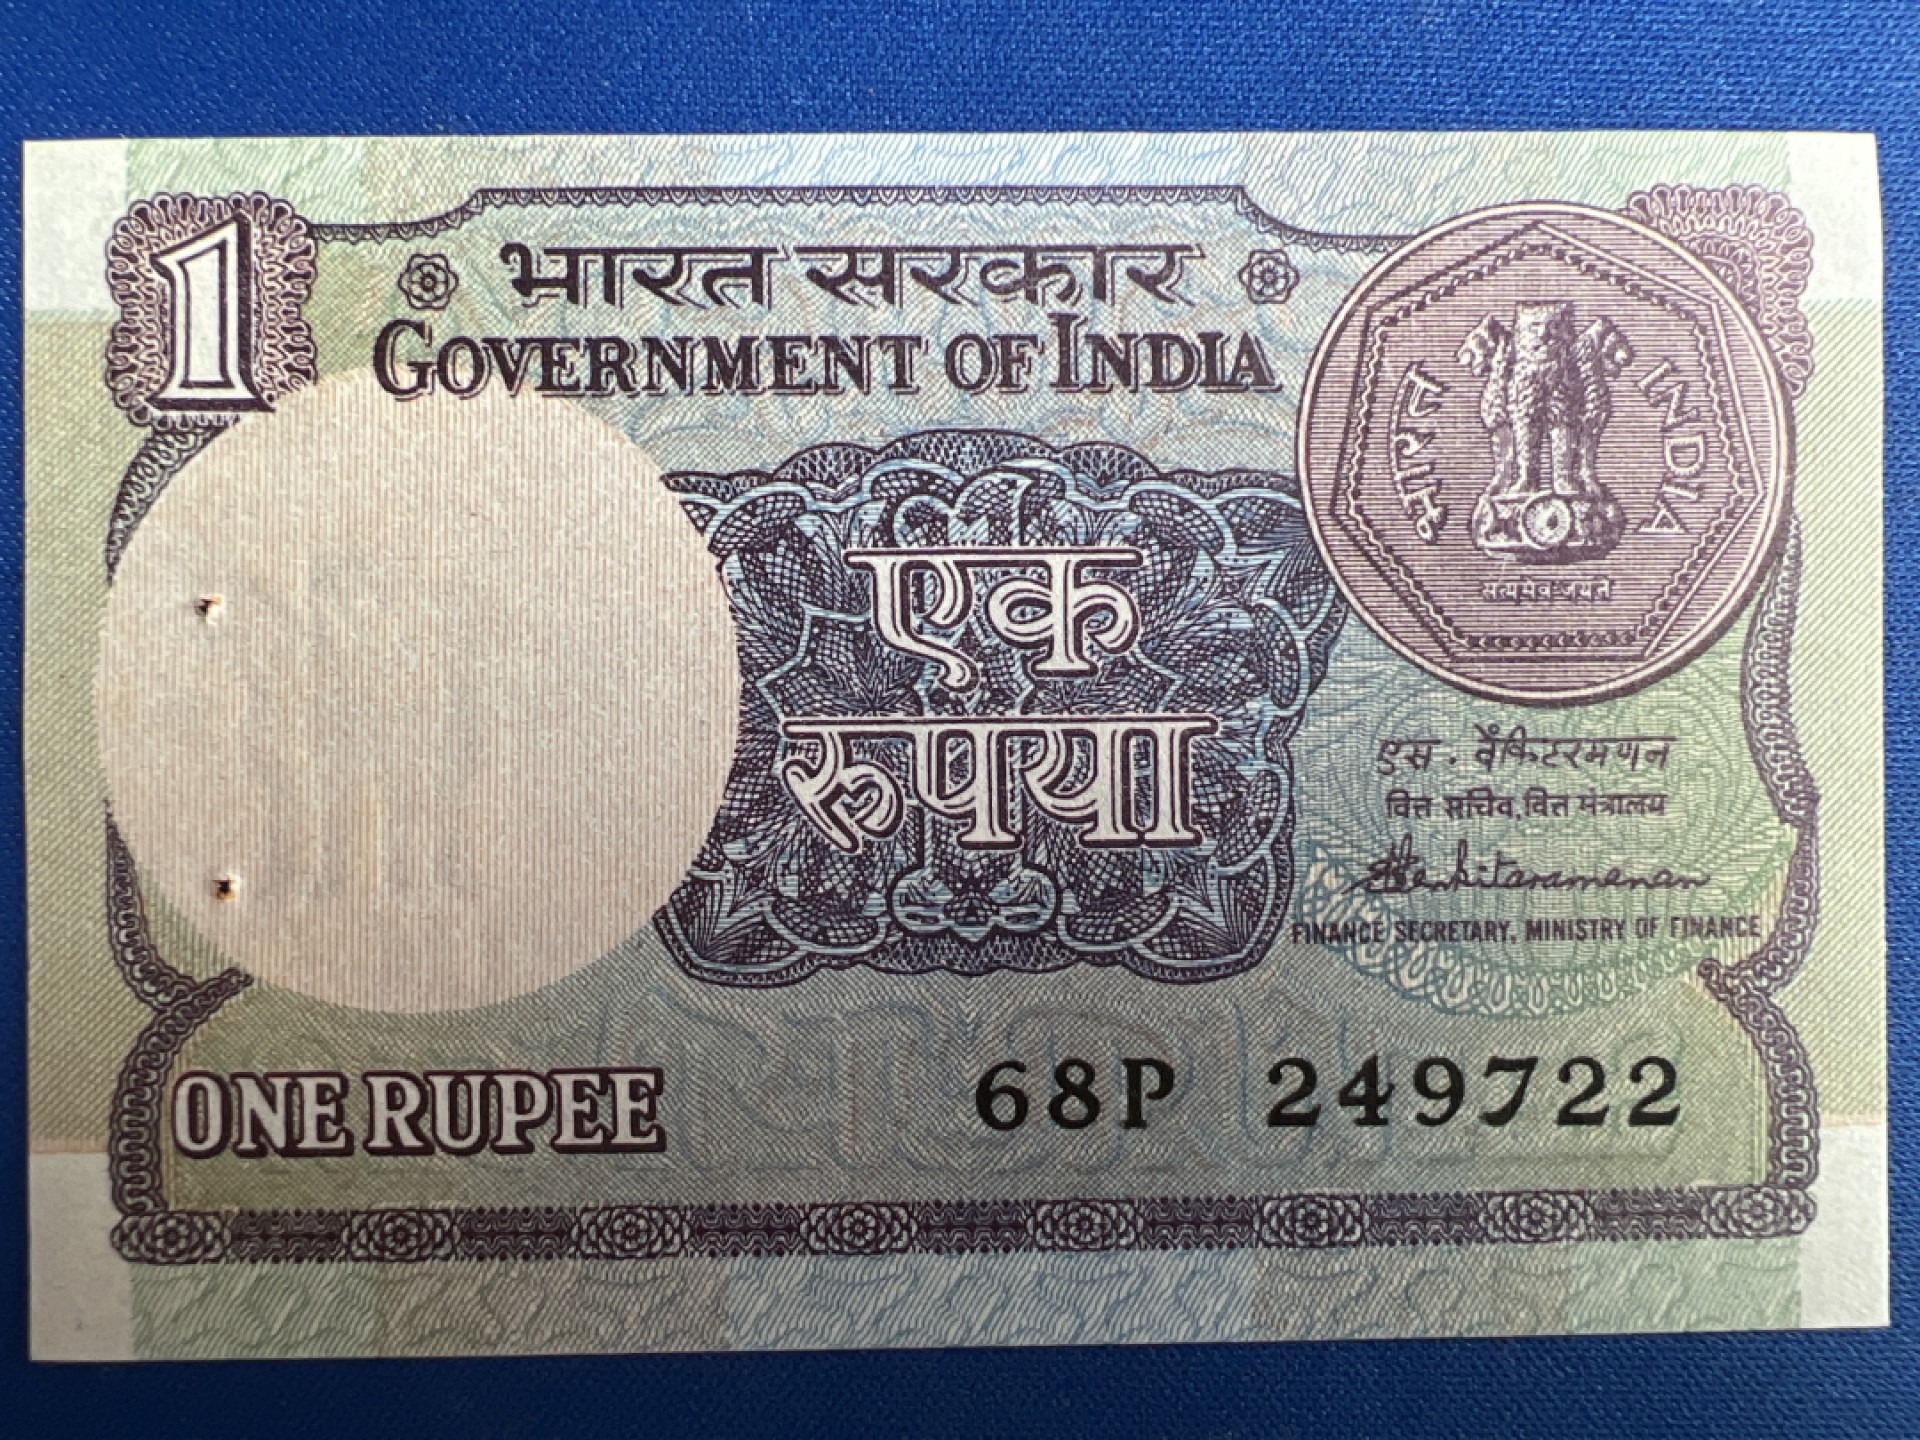 1
भारत सरकार
GOVERNMENT OF INDIA
भारत INDIA
सत्यमेव जयते
एक
रुपया
एस. वेंकिटरमणन
वित्त सचिव, वित्त मंत्रालय
S Venkitaramanan
FINANCE SECRETARY, MINISTRY OF FINANCE
ONE RUPEE 68P 249722